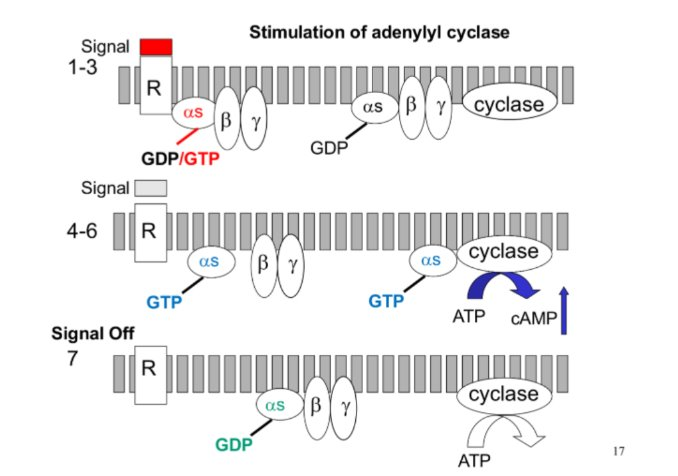 Stimulation of adenylyl cyclase
Signal
1-3
R
αs
β
γ
GDP/GTP
αs
β
γ
GDP
cyclase
Signal
4-6
R
αs
β
γ
GTP
αs
GTP
cyclase
ATP
cAMP
Signal Off
7
R
αs
β
γ
GDP
cyclase
ATP
17